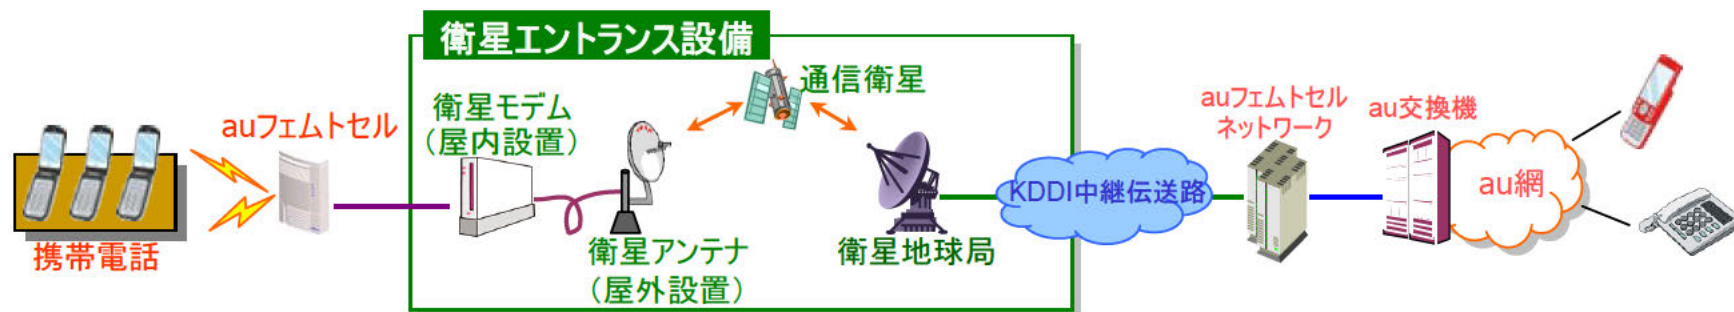 衛星エントランス設備
携帯電話
auフェムトセル
衛星モデム
（屋内設置）
衛星アンテナ
（屋外設置）
通信衛星
衛星地球局
KDDI中継伝送路
auフェムトセル
ネットワーク
au交換機
au網